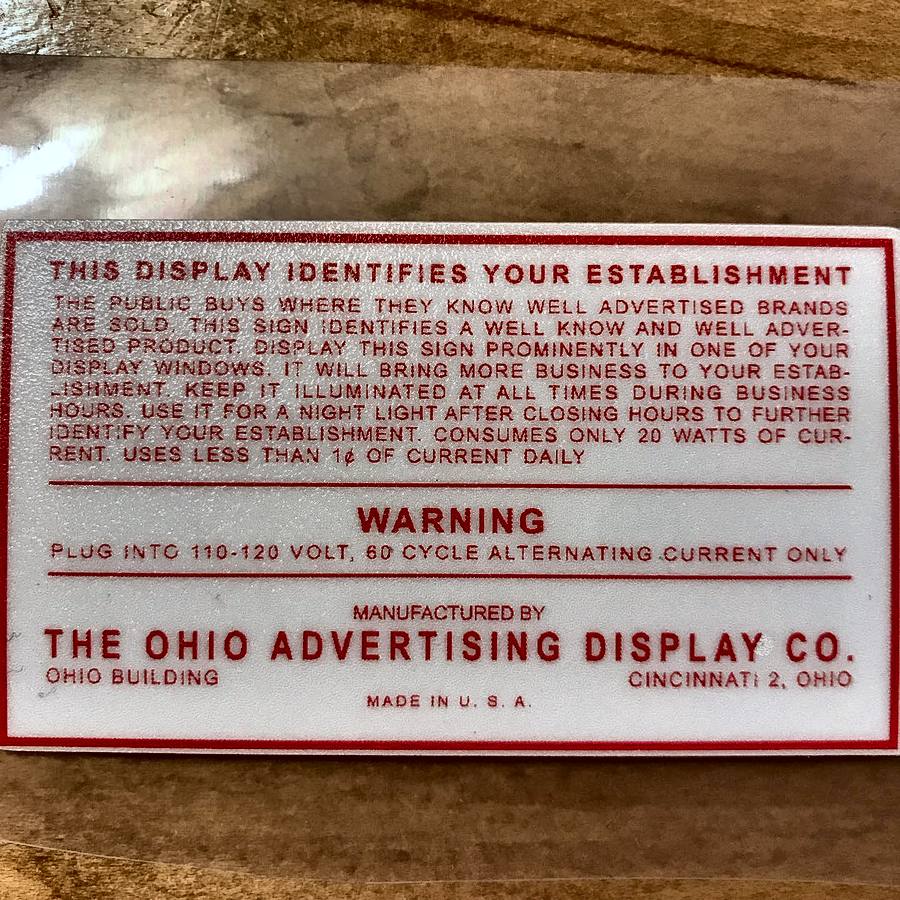 THIS DISPLAY IDENTIFIES YOUR ESTABLISHMENT
THE PUBLIC BUYS WHERE THEY KNOW WELL ADVERTISED BRANDS
ARE SOLD. THIS SIGN IDENTIFIES A WELL KNOW AND WELL ADVER-
TISED PRODUCT. DISPLAY THIS SIGN PROMINENTLY IN ONE OF YOUR
DISPLAY WINDOWS. IT WILL BRING MORE BUSINESS TO YOUR ESTAB-
LISHMENT. KEEP IT ILLUMINATED AT ALL TIMES DURING BUSINESS
HOURS. USE IT FOR A NIGHT LIGHT AFTER CLOSING HOURS TO FURTHER
IDENTIFY YOUR ESTABLISHMENT. CONSUMES ONLY 20 WATTS OF CUR-
RENT. USES LESS THAN 1¢ OF CURRENT DAILY
WARNING
PLUG INTO 110-120 VOLT, 60 CYCLE ALTERNATING CURRENT ONLY
MANUFACTURED BY
THE OHIO ADVERTISING DISPLAY CO.
OHIO BUILDING CINCINNATI 2, OHIO
MADE IN U. S. A.